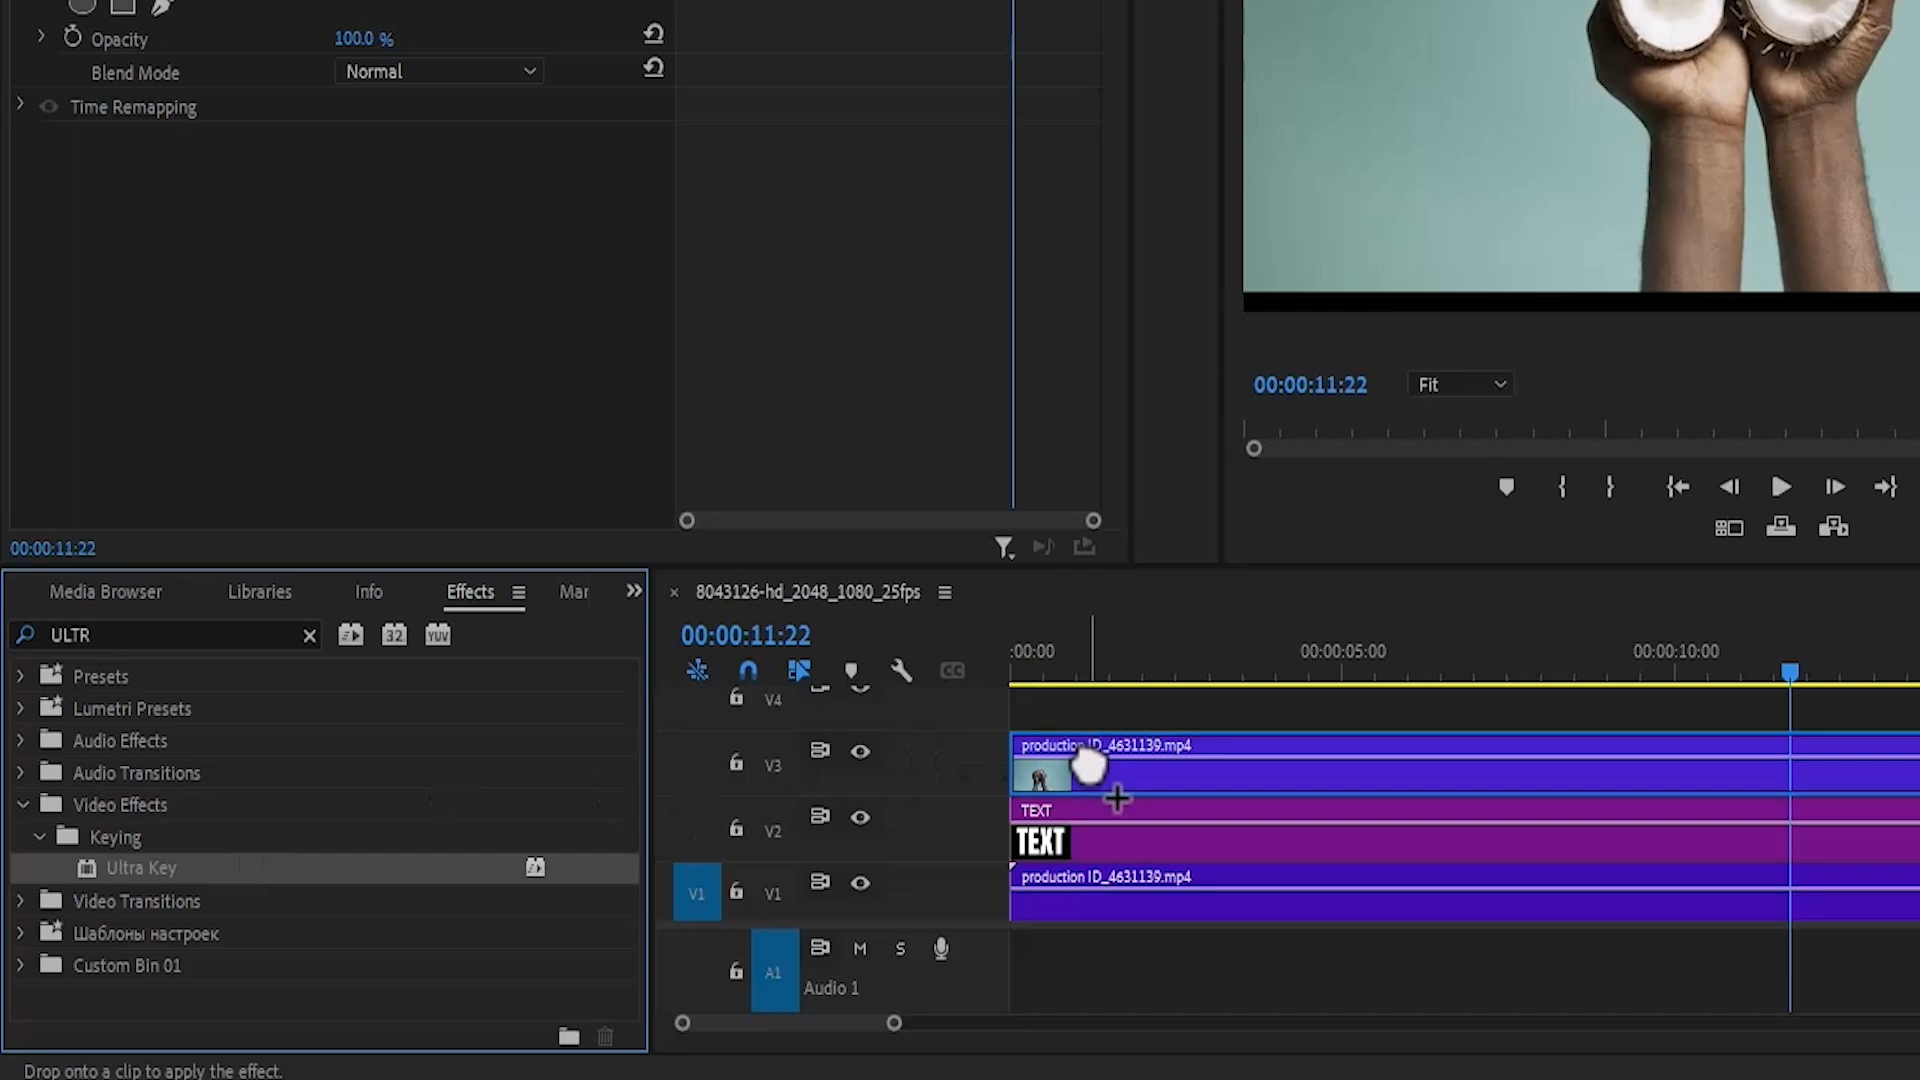 Opacity 100.0 %
Blend Mode Normal
Time Remapping
00:00:11:22 Fit
00:00:11:22
Media Browser Libraries Info Effects Mar
ULTR 32 YUV
Presets
Lumetri Presets
Audio Effects
Audio Transitions
Video Effects
Keying
Ultra Key
Video Transitions
Шаблоны настроек
Custom Bin 01
8043126-hd_2048_1080_25fps
00:00:11:22
:00:00 00:00:05:00 00:00:10:00
CC
V4
production ID_4631139.mp4
V3
TEXT
V2 TEXT
production ID_4631139.mp4
V1 V1
M S
A1
Audio 1
Drop onto a clip to apply the effect.